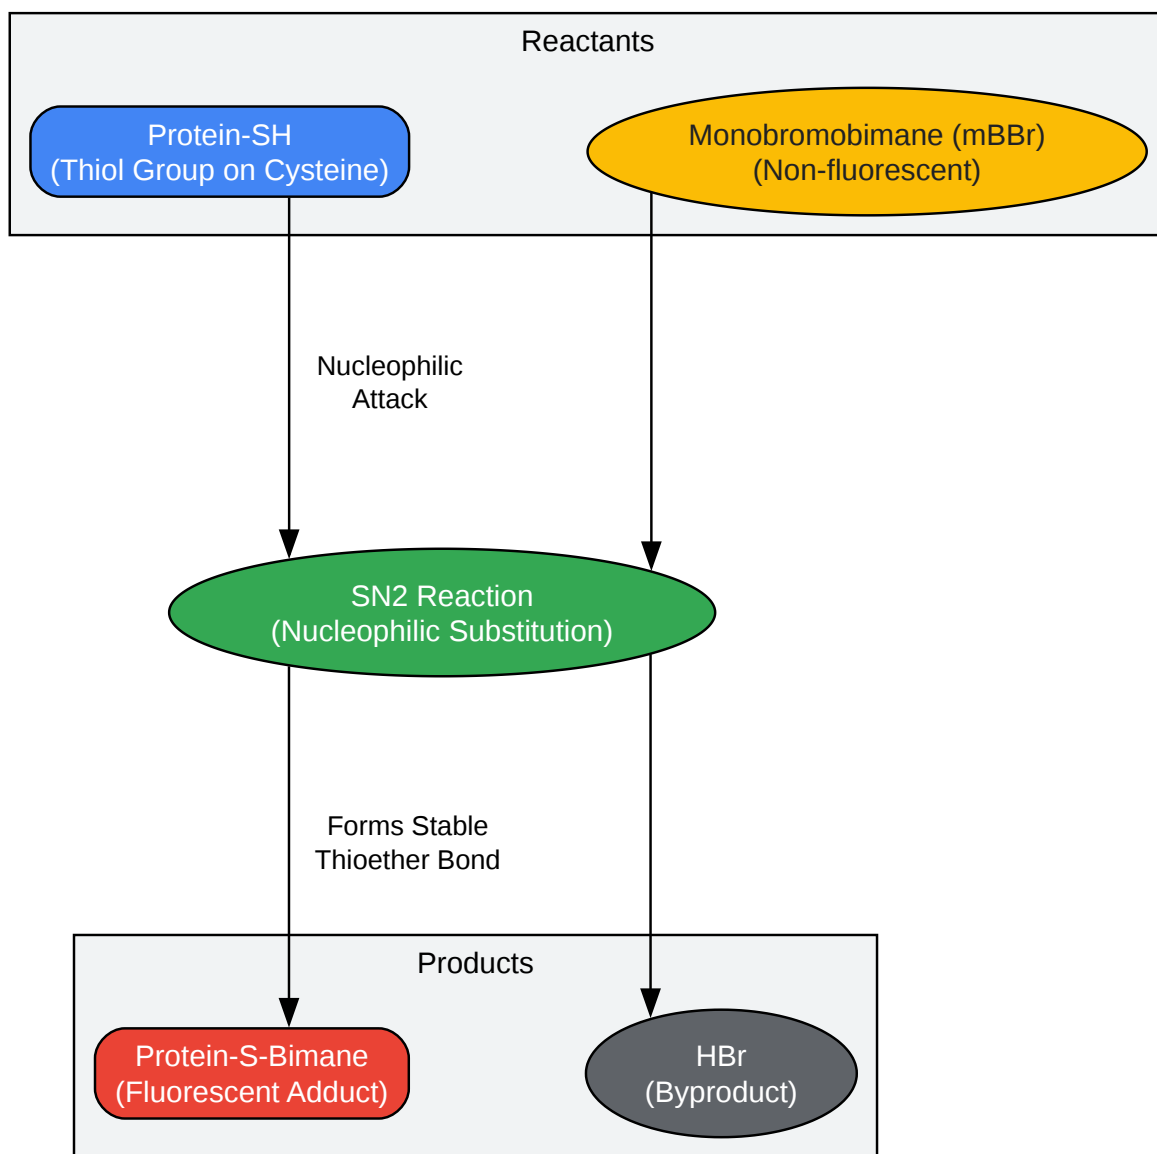 Reactants
Protein-SH
(Thiol Group on Cysteine)
Monobromobimane (mBBr)
(Non-fluorescent)
Nucleophilic
Attack
SN2 Reaction
(Nucleophilic Substitution)
Forms Stable
Thioether Bond
Products
Protein-S-Bimane
(Fluorescent Adduct)
HBr
(Byproduct)